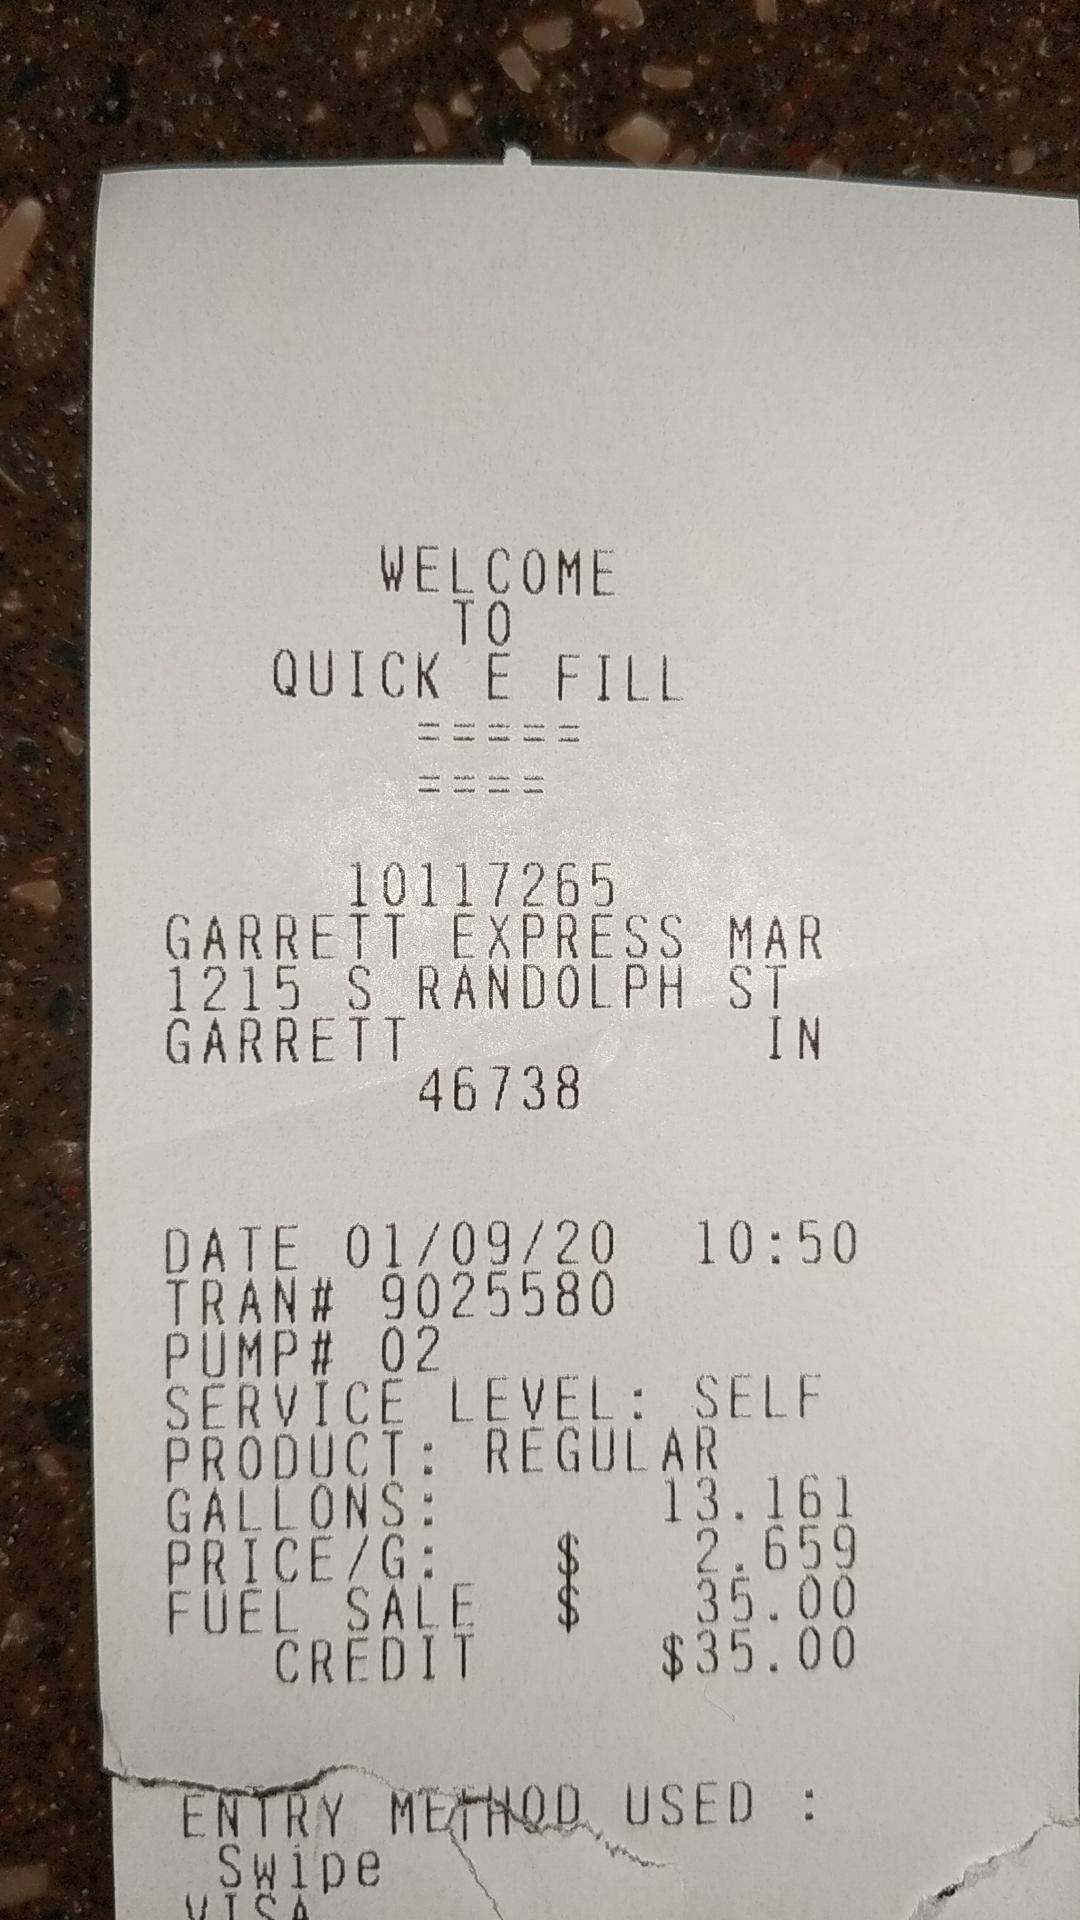 WELCOME
TO
QUICK E FILL
=====
====
10117265
GARRETT EXPRESS MAR
1215 S RANDOLPH ST
GARRETT IN
46738
DATE 01/09/20 10:50
TRAN# 9025580
PUMP# 02
SERVICE LEVEL: SELF
PRODUCT: REGULAR
GALLONS: 13.161
PRICE/G: $ 2.659
FUEL SALE $ 35.00
CREDIT $35.00
ENTRY METHOD USED :
Swipe
VISA